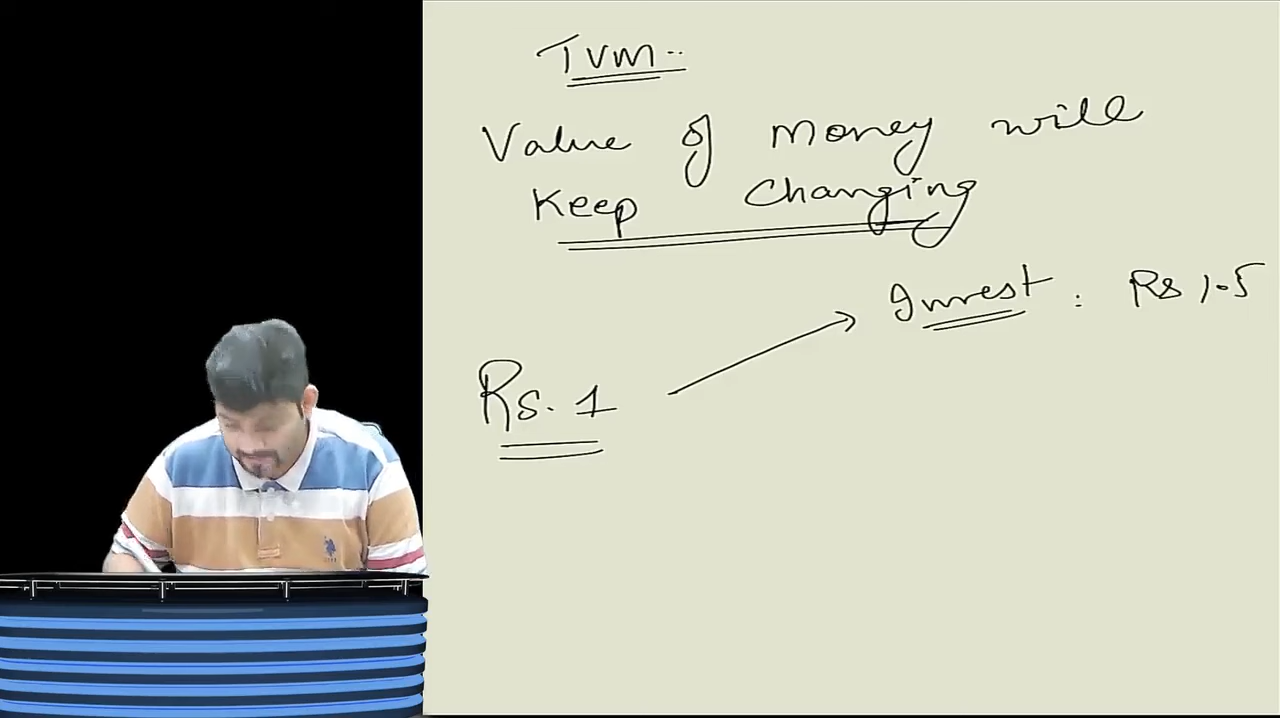 TVM..
Value of Money will
Keep Changing
Invest : Rs 1.5
Rs. 1